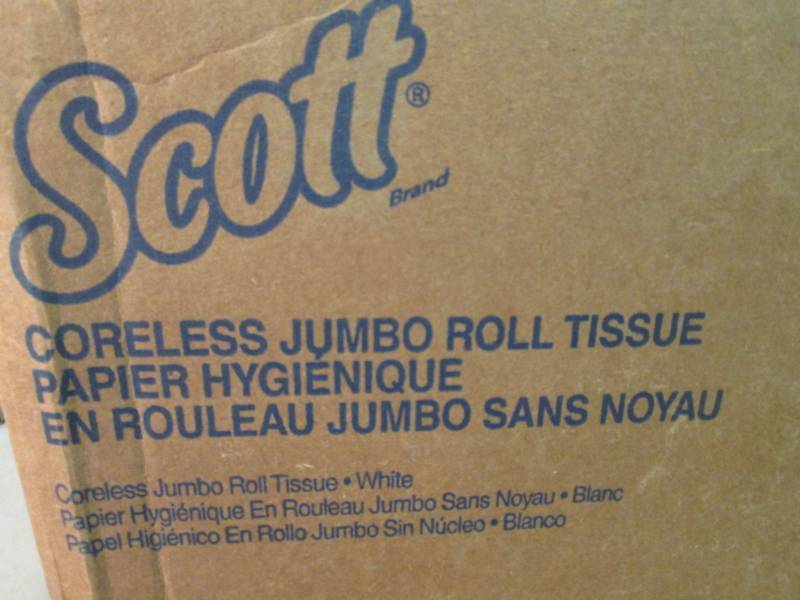 Scott®
Brand
CORELESS JUMBO ROLL TISSUE
PAPIER HYGIÉNIQUE
EN ROULEAU JUMBO SANS NOYAU
Coreless Jumbo Roll Tissue • White
Papier Hygiénique En Rouleau Jumbo Sans Noyau • Blanc
Papel Higiénico En Rollo Jumbo Sin Núcleo • Blanco